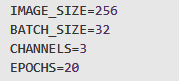 IMAGE_SIZE=256
BATCH_SIZE=32
CHANNELS=3
EPOCHS=20